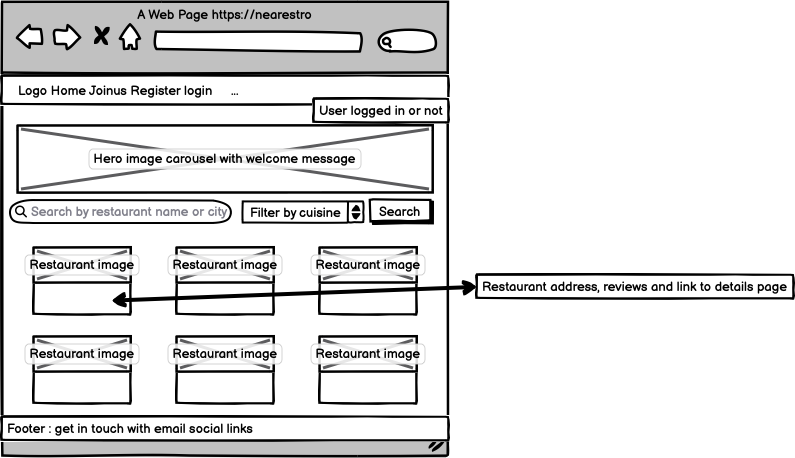 A Web Page https://nearestro
Logo Home Joinus Register login ...
User logged in or not
Hero image carousel with welcome message
Search by restaurant name or city
Filter by cuisine
Search
Restaurant image
Restaurant image
Restaurant image
Restaurant address, reviews and link to details page
Restaurant image
Restaurant image
Restaurant image
Footer : get in touch with email social links